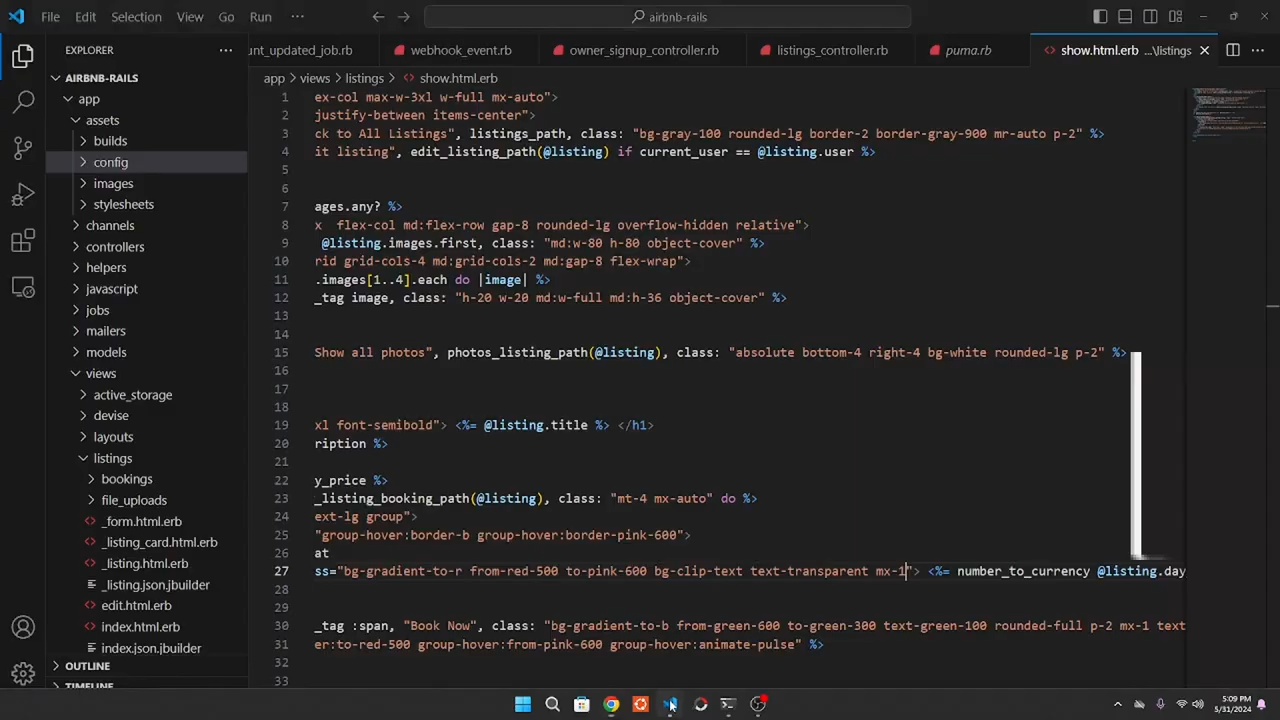 File Edit Selection View Go Run ··· airbnb-rails
EXPLORER ··· unt_updated_job.rb webhook_event.rb owner_signup_controller.rb listings_controller.rb puma.rb show.html.erb ...\listings
AIRBNB-RAILS
app > views > listings > show.html.erb
app
assets
builds
config
images
stylesheets
channels
controllers
helpers
javascript
jobs
mailers
models
views
active_storage
devise
layouts
listings
bookings
file_uploads
_form.html.erb
_listing_card.html.erb
_listing.html.erb
_listing.json.jbuilder
edit.html.erb
index.html.erb
index.json.jbuilder
OUTLINE
TIMELINE
1 ex-col max-w-3xl w-full mx-auto">
2 justify-between items-center">
3 ck to All Listings", listings_path, class: "bg-gray-100 rounded-lg border-2 border-gray-900 mr-auto p-2" %>
4 it listing", edit_listing_path(@listing) if current_user == @listing.user %>
5
6
7 ages.any? %>
8 x  flex-col md:flex-row gap-8 rounded-lg overflow-hidden relative">
9 @listing.images.first, class: "md:w-80 h-80 object-cover" %>
10 rid grid-cols-4 md:grid-cols-2 md:gap-8 flex-wrap">
11 .images[1..4].each do |image| %>
12 _tag image, class: "h-20 w-20 md:w-full md:h-36 object-cover" %>
13
14
15 Show all photos", photos_listing_path(@listing), class: "absolute bottom-4 right-4 bg-white rounded-lg p-2" %>
16
17
18
19 xl font-semibold"> <%= @listing.title %> </h1>
20 ription %>
21
22 y_price %>
23 _listing_booking_path(@listing), class: "mt-4 mx-auto" do %>
24 ext-lg group">
25 "group-hover:border-b group-hover:border-pink-600">
26 at
27 ss="bg-gradient-to-r from-red-500 to-pink-600 bg-clip-text text-transparent mx-1"> <%= number_to_currency @listing.day
28
29
30 _tag :span, "Book Now", class: "bg-gradient-to-b from-green-600 to-green-300 text-green-100 rounded-full p-2 mx-1 text
31 er:to-red-500 group-hover:from-pink-600 group-hover:animate-pulse" %>
32
33
5:09 PM
5/31/2024